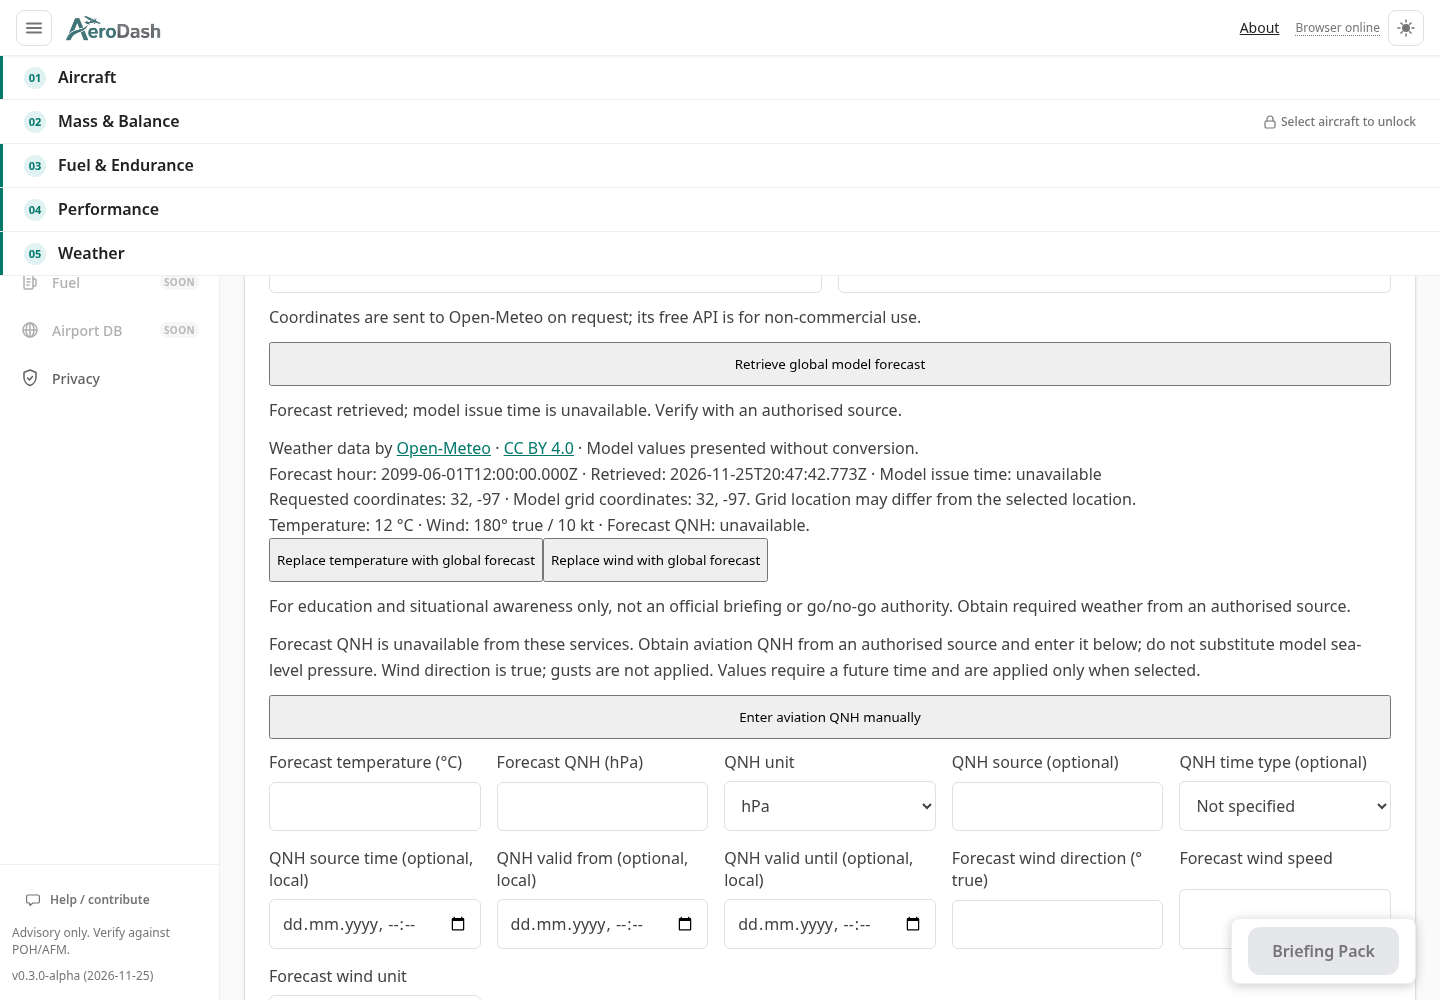 AeroDash
About
Browser online
01 Aircraft
02 Mass & Balance
Select aircraft to unlock
03 Fuel & Endurance
04 Performance
05 Weather
Fuel SOON
Airport DB SOON
Privacy
Coordinates are sent to Open-Meteo on request; its free API is for non-commercial use.
Retrieve global model forecast
Forecast retrieved; model issue time is unavailable. Verify with an authorised source.
Weather data by Open-Meteo · CC BY 4.0 · Model values presented without conversion.
Forecast hour: 2099-06-01T12:00:00.000Z · Retrieved: 2026-11-25T20:47:42.773Z · Model issue time: unavailable
Requested coordinates: 32, -97 · Model grid coordinates: 32, -97. Grid location may differ from the selected location.
Temperature: 12 °C · Wind: 180° true / 10 kt · Forecast QNH: unavailable.
Replace temperature with global forecast
Replace wind with global forecast
For education and situational awareness only, not an official briefing or go/no-go authority. Obtain required weather from an authorised source.
Forecast QNH is unavailable from these services. Obtain aviation QNH from an authorised source and enter it below; do not substitute model sea-
level pressure. Wind direction is true; gusts are not applied. Values require a future time and are applied only when selected.
Enter aviation QNH manually
Forecast temperature (°C)
Forecast QNH (hPa)
QNH unit
hPa
QNH source (optional)
QNH time type (optional)
Not specified
QNH source time (optional,
local)
dd.mm.yyyy, --:--
QNH valid from (optional,
local)
dd.mm.yyyy, --:--
QNH valid until (optional,
local)
dd.mm.yyyy, --:--
Forecast wind direction (°
true)
Forecast wind speed
Forecast wind unit
Briefing Pack
Help / contribute
Advisory only. Verify against
POH/AFM.
v0.3.0-alpha (2026-11-25)